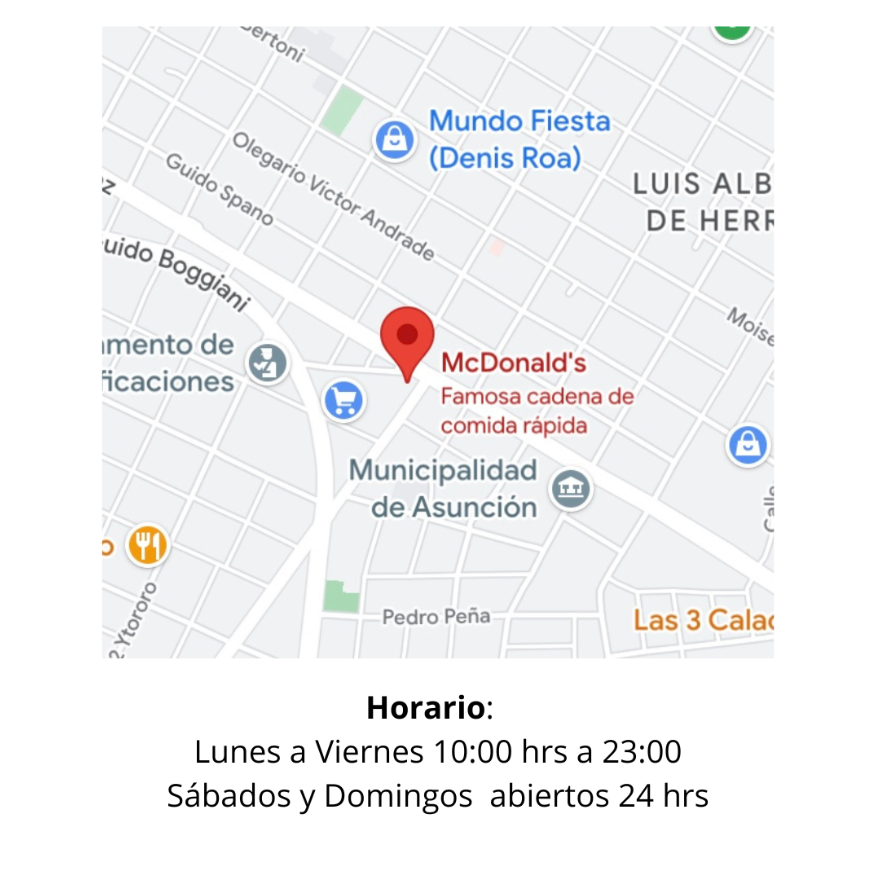 ertoni
Mundo Fiesta
(Denis Roa)
Olegario Victor Andrade
Guido Spano
LUIS ALB
DE HERR
z
uido Boggiani
Moise
amento de
ficaciones
McDonald's
Famosa cadena de
comida rápida
Municipalidad
de Asunción
Calle
o
2 Ytororo
Pedro Peña
Las 3 Calac
Horario:
Lunes a Viernes 10:00 hrs a 23:00
Sábados y Domingos abiertos 24 hrs